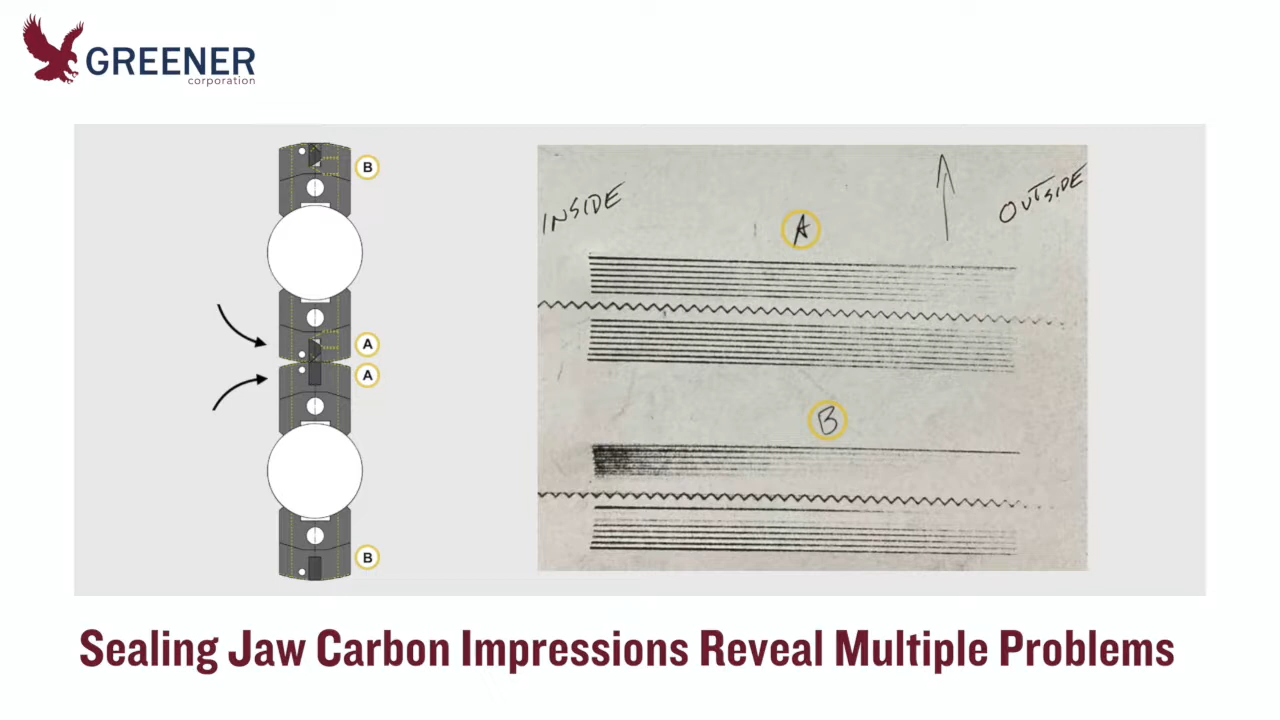 GREENER
corporation
B
A
A
B
INSIDE
OUTSIDE
A
B
Sealing Jaw Carbon Impressions Reveal Multiple Problems